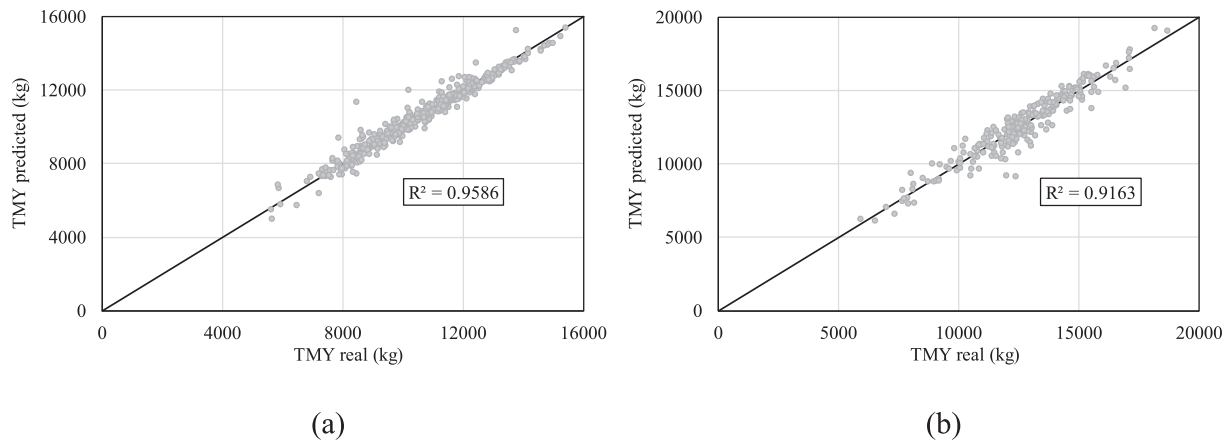 16000
12000
8000
4000
0
TMY predicted (kg)
R² = 0.9586
0 4000 8000 12000 16000
TMY real (kg)
(a)
20000
15000
10000
5000
0
TMY predicted (kg)
R² = 0.9163
0 5000 10000 15000 20000
TMY real (kg)
(b)